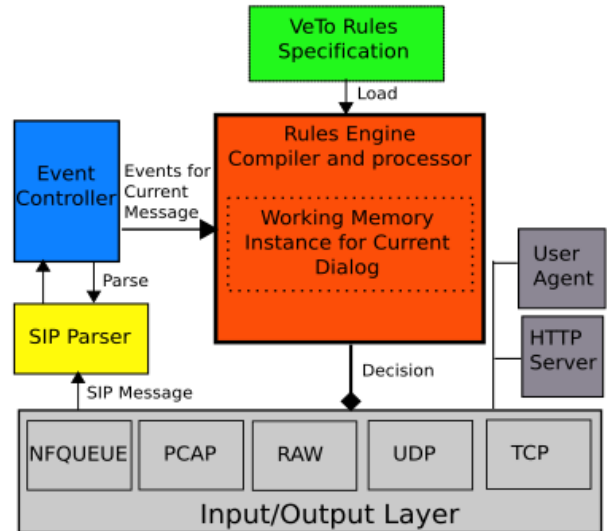 VeTo Rules
Specification
Load
Rules Engine
Compiler and processor
Working Memory
Instance for Current
Dialog
Event
Controller
Events for
Current
Message
Parse
SIP Parser
SIP Message
Decision
User
Agent
HTTP
Server
NFQUEUE
PCAP
RAW
UDP
TCP
Input/Output Layer